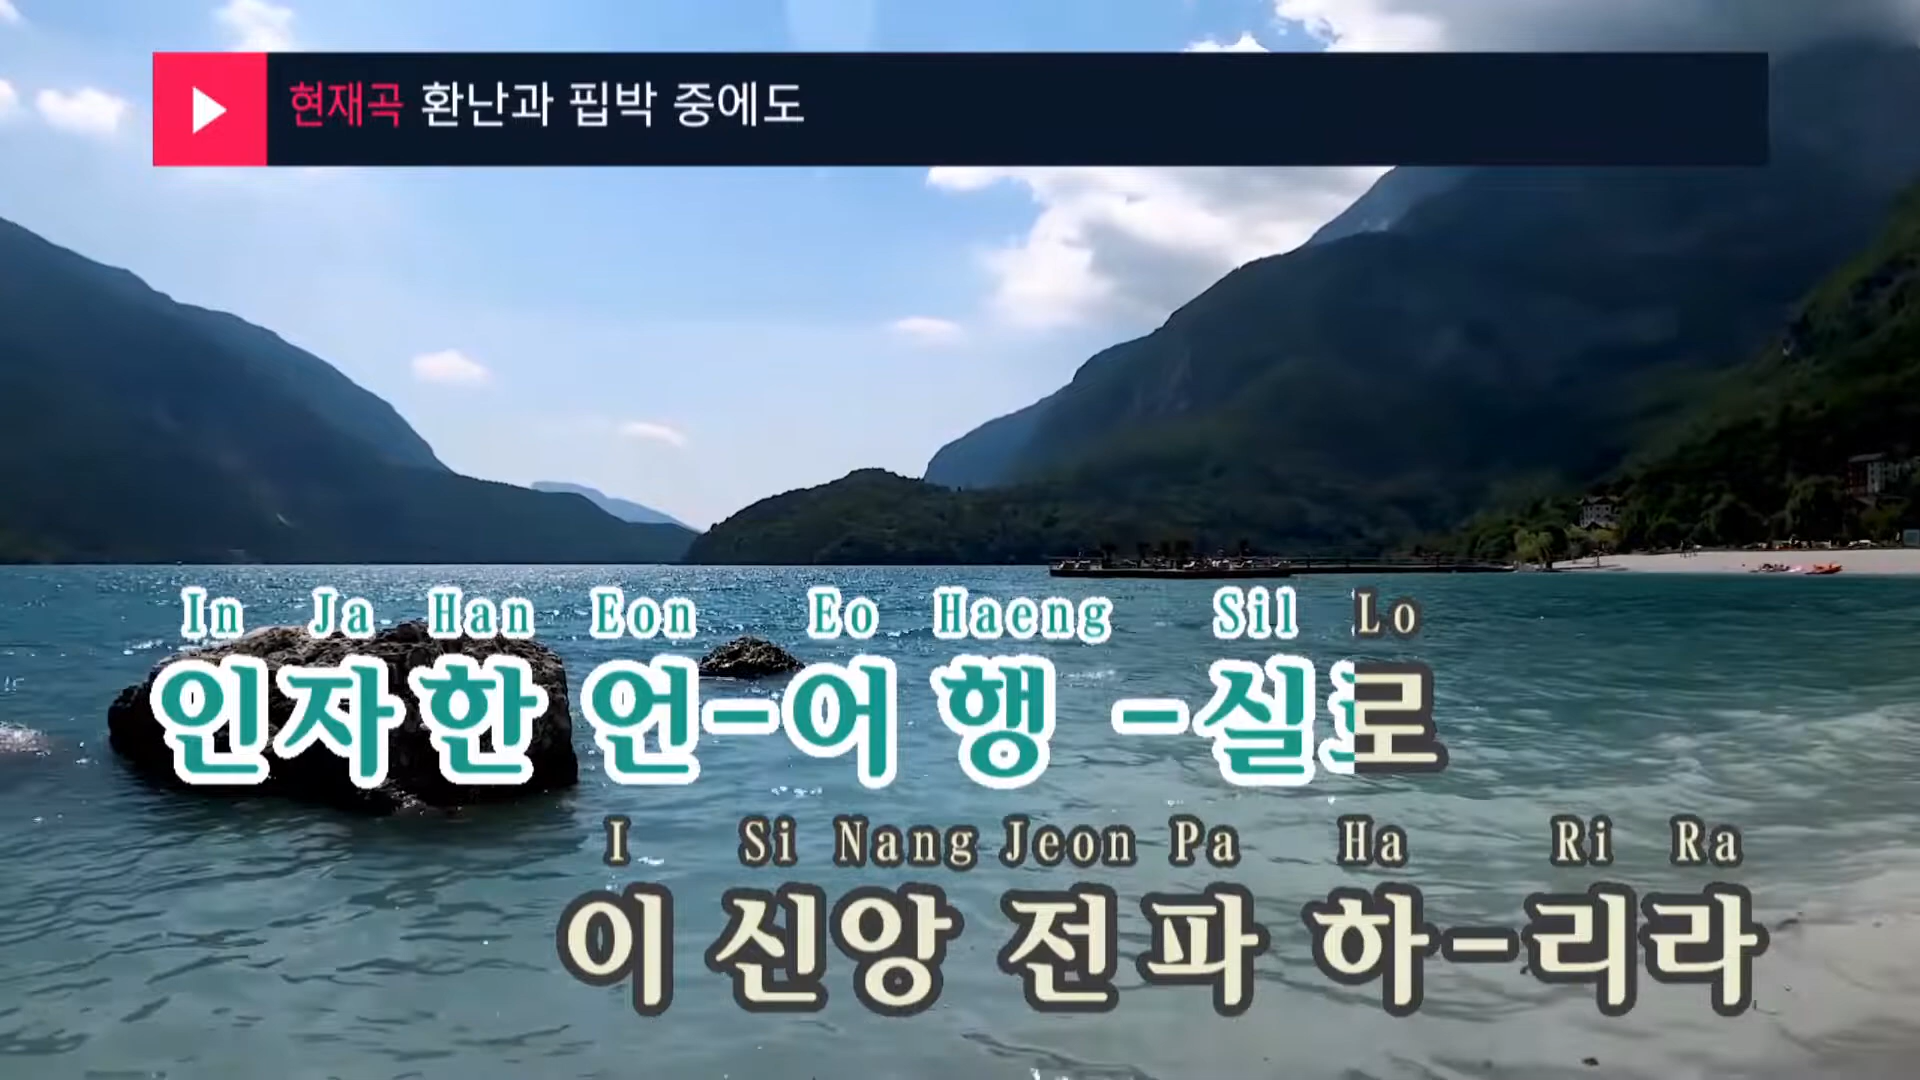 현재곡 환난과 핍박 중에도
In Ja Han Eon Eo Haeng Sil Lo
인자한 언-어 행 -실로
I Si Nang Jeon Pa Ha Ri Ra
이 신앙 전파 하-리라